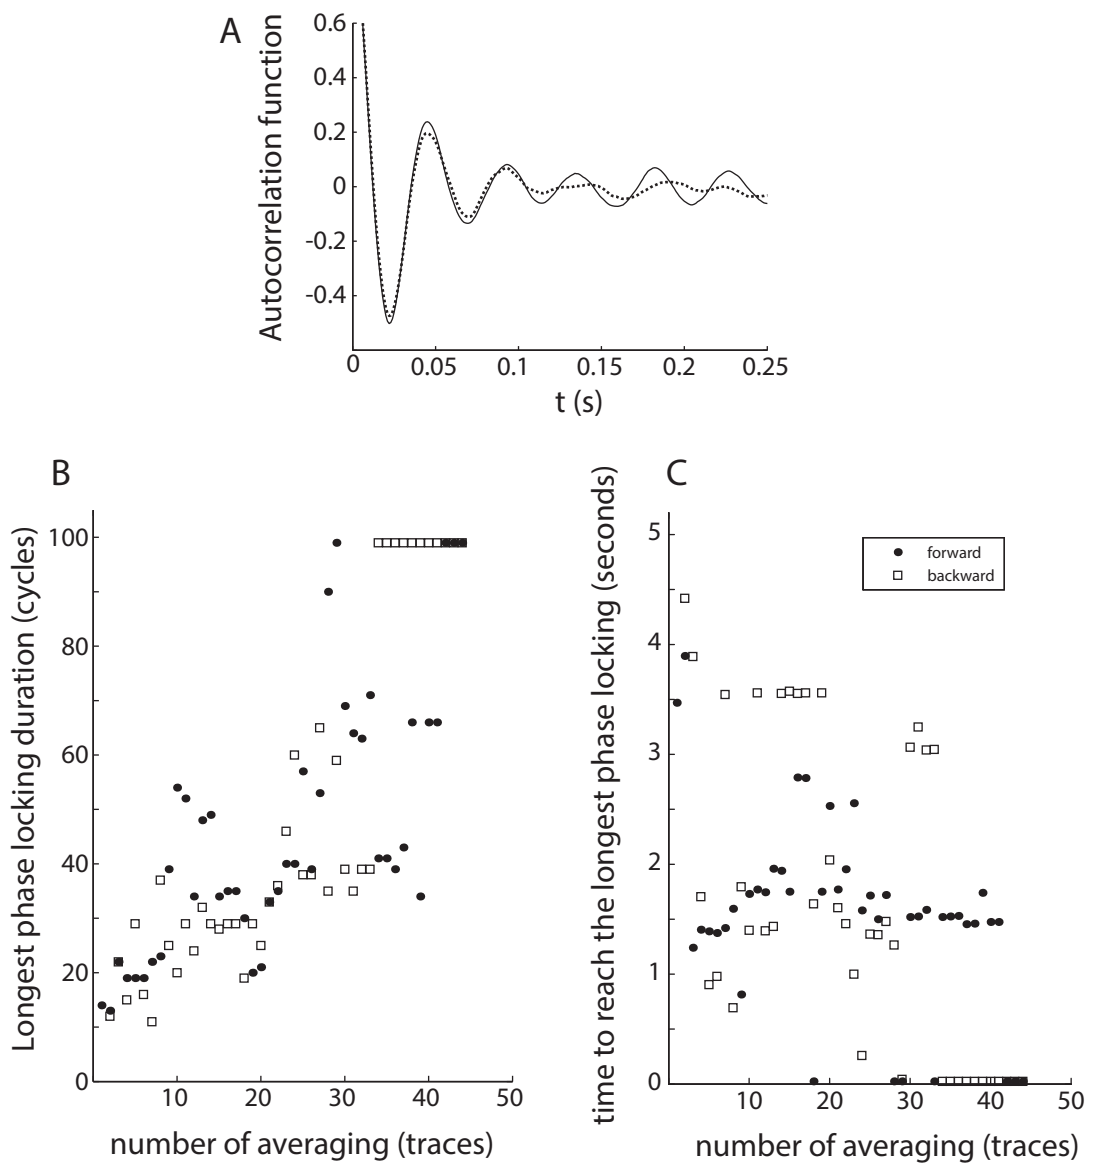 A
Autocorrelation function
0.6
0.4
0.2
0
-0.2
-0.4
0 0.05 0.1 0.15 0.2 0.25
t (s)
B
Longest phase locking duration (cycles)
100
80
60
40
20
0
10 20 30 40 50
number of averaging (traces)
C
time to reach the longest phase locking (seconds)
5
4
3
2
1
0
forward
backward
10 20 30 40 50
number of averaging (traces)